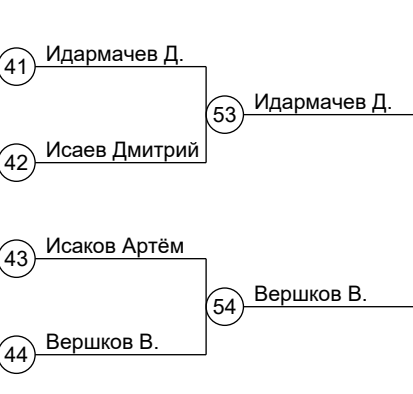 41 Идармачев Д.
53 Идармачев Д.
42 Исаев Дмитрий
43 Исаков Артём
54 Вершков В.
44 Вершков В.